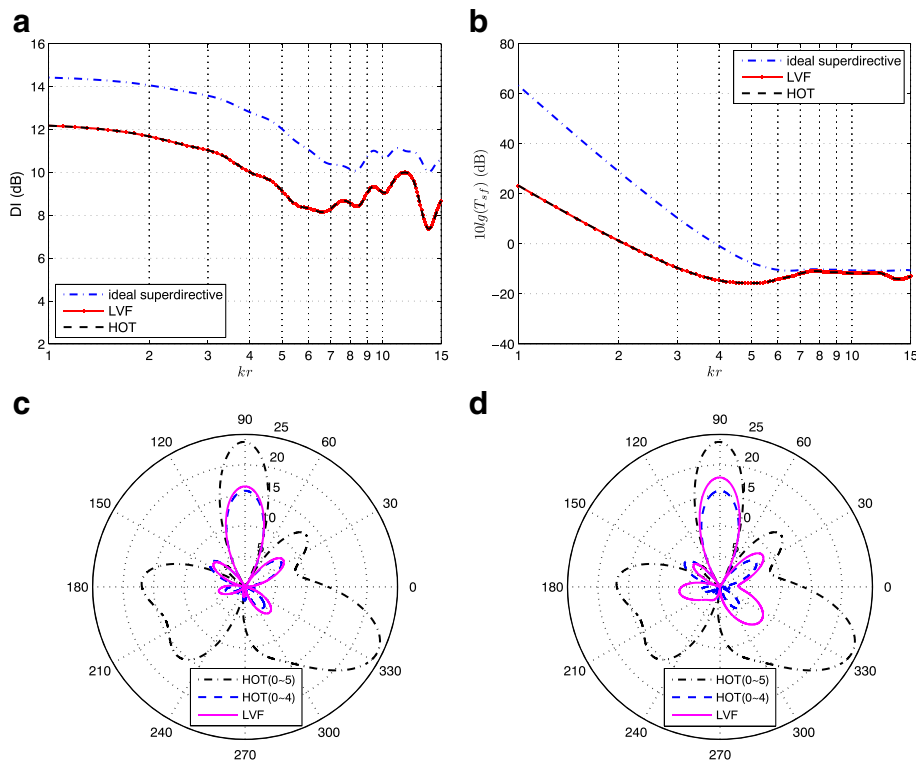 a
16
14
12
10
8
6
4
2
DI (dB)
ideal superdirective
LVF
HOT
1 2 3 4 5 6 7 8 9 10 15
kr
b
80
60
40
20
0
−20
−40
10lg(T_sf) (dB)
ideal superdirective
LVF
HOT
1 2 3 4 5 6 7 8 9 10 15
kr
c
90
25
120 60
20
15
150 30
10
5
180 0
210 330
HOT(0~5)
HOT(0~4)
LVF
240 300
270
d
90
25
120 60
20
15
150 30
10
5
180 0
210 330
HOT(0~5)
HOT(0~4)
LVF
240 300
270